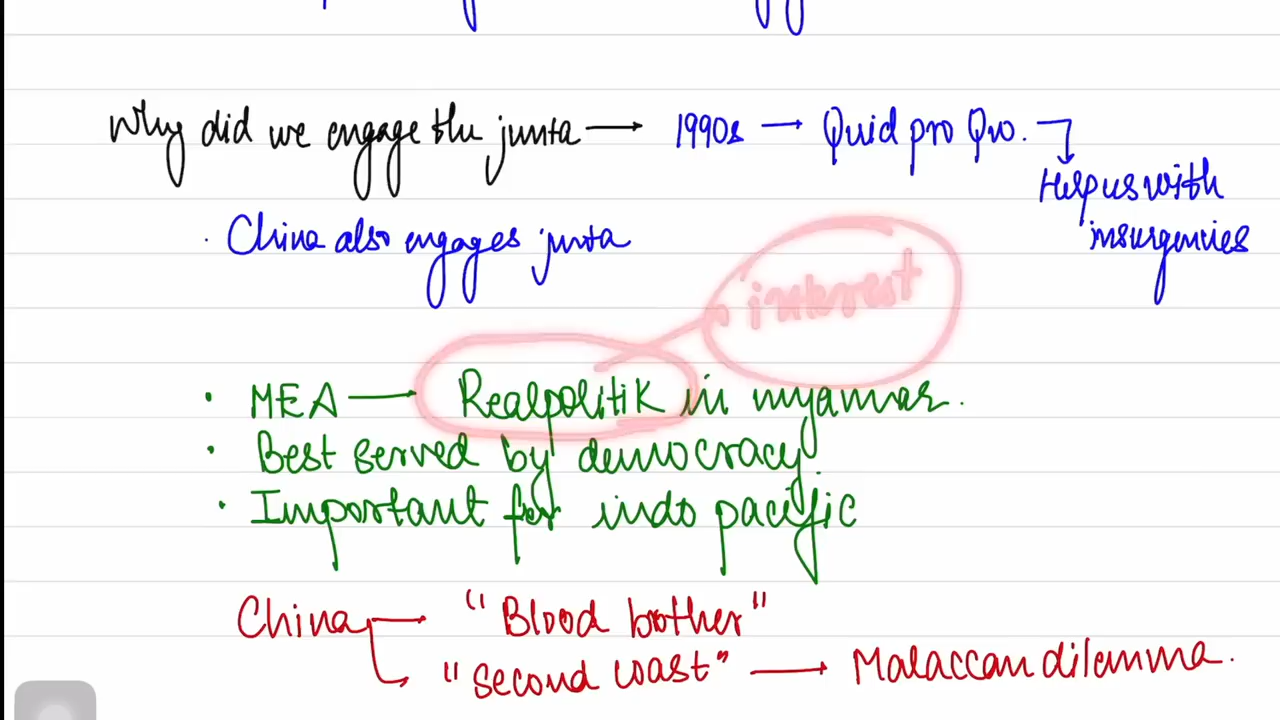 Why did we engage the junta → 1990s → Quid pro Quo.
Help us with
insurgencies
· China also engages junta
interest
· MEA → Realpolitik in myanmar.
· Best served by democracy.
· Important for indo pacific
China → "Blood brother"
"Second coast" → Malaccan dilemma.